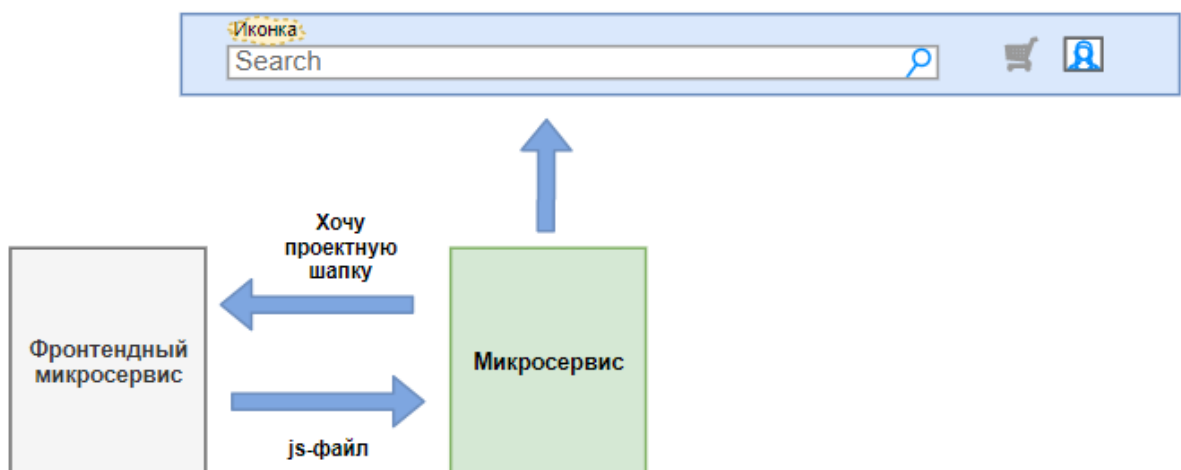 Иконка
Search
Хочу
проектную
шапку
Фронтендный
микросервис
Микросервис
js-файл